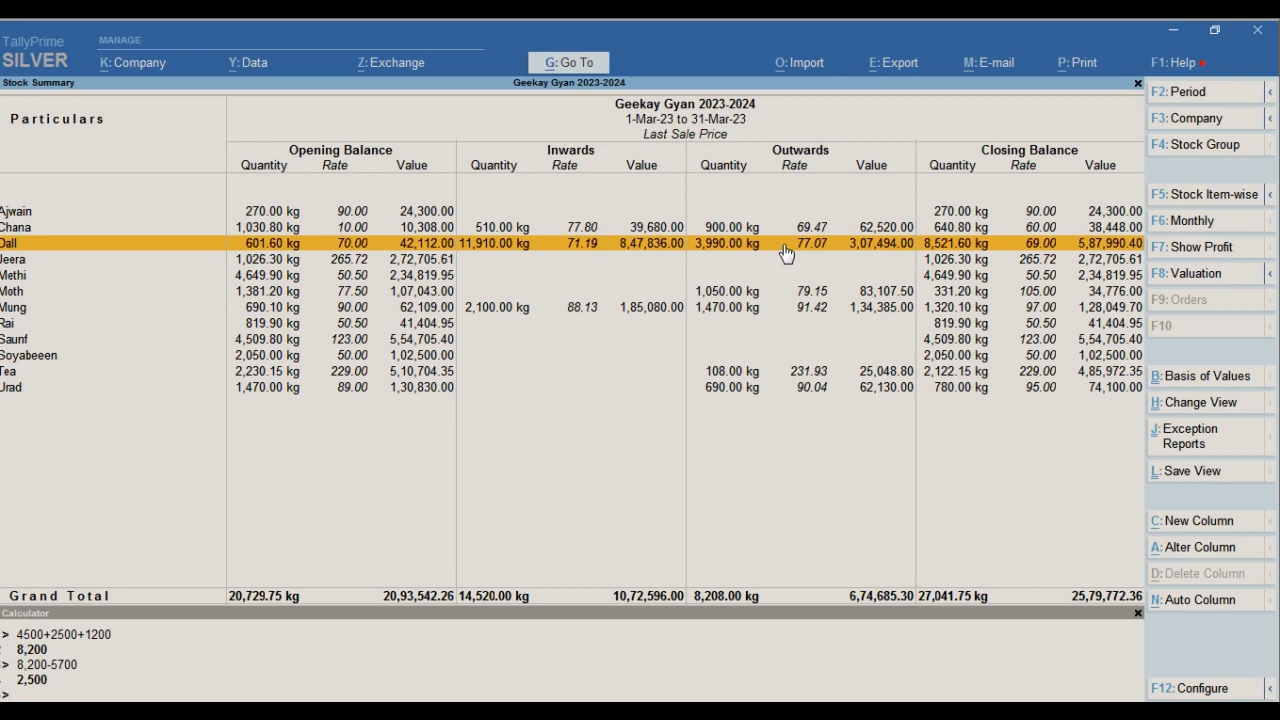 TallyPrime MANAGE
SILVER K: Company Y: Data Z: Exchange G: Go To O: Import E: Export M: E-mail P: Print F1: Help
Stock Summary Geekay Gyan 2023-2024 x
Particulars Geekay Gyan 2023-2024
1-Mar-23 to 31-Mar-23
Last Sale Price
Opening Balance Inwards Outwards Closing Balance
Quantity Rate Value Quantity Rate Value Quantity Rate Value Quantity Rate Value
Ajwain 270.00 kg 90.00 24,300.00 270.00 kg 90.00 24,300.00
Chana 1,030.80 kg 10.00 10,308.00 510.00 kg 77.80 39,680.00 900.00 kg 69.47 62,520.00 640.80 kg 60.00 38,448.00
Dall 601.60 kg 70.00 42,112.00 11,910.00 kg 71.19 8,47,836.00 3,990.00 kg 77.07 3,07,494.00 8,521.60 kg 69.00 5,87,990.40
Jeera 1,026.30 kg 265.72 2,72,705.61 1,026.30 kg 265.72 2,72,705.61
Methi 4,649.90 kg 50.50 2,34,819.95 4,649.90 kg 50.50 2,34,819.95
Moth 1,381.20 kg 77.50 1,07,043.00 1,050.00 kg 79.15 83,107.50 331.20 kg 105.00 34,776.00
Mung 690.10 kg 90.00 62,109.00 2,100.00 kg 88.13 1,85,080.00 1,470.00 kg 91.42 1,34,385.00 1,320.10 kg 97.00 1,28,049.70
Rai 819.90 kg 50.50 41,404.95 819.90 kg 50.50 41,404.95
Saunf 4,509.80 kg 123.00 5,54,705.40 4,509.80 kg 123.00 5,54,705.40
Soyabeeen 2,050.00 kg 50.00 1,02,500.00 2,050.00 kg 50.00 1,02,500.00
Tea 2,230.15 kg 229.00 5,10,704.35 108.00 kg 231.93 25,048.80 2,122.15 kg 229.00 4,85,972.35
Urad 1,470.00 kg 89.00 1,30,830.00 690.00 kg 90.04 62,130.00 780.00 kg 95.00 74,100.00
Grand Total 20,729.75 kg 20,93,542.26 14,520.00 kg 10,72,596.00 8,208.00 kg 6,74,685.30 27,041.75 kg 25,79,772.36
Calculator x
> 4500+2500+1200
8,200
> 8,200-5700
2,500
>
F2: Period
F3: Company
F4: Stock Group
F5: Stock Item-wise
F6: Monthly
F7: Show Profit
F8: Valuation
F9: Orders
F10
B: Basis of Values
H: Change View
J: Exception
Reports
L: Save View
C: New Column
A: Alter Column
D: Delete Column
N: Auto Column
F12: Configure